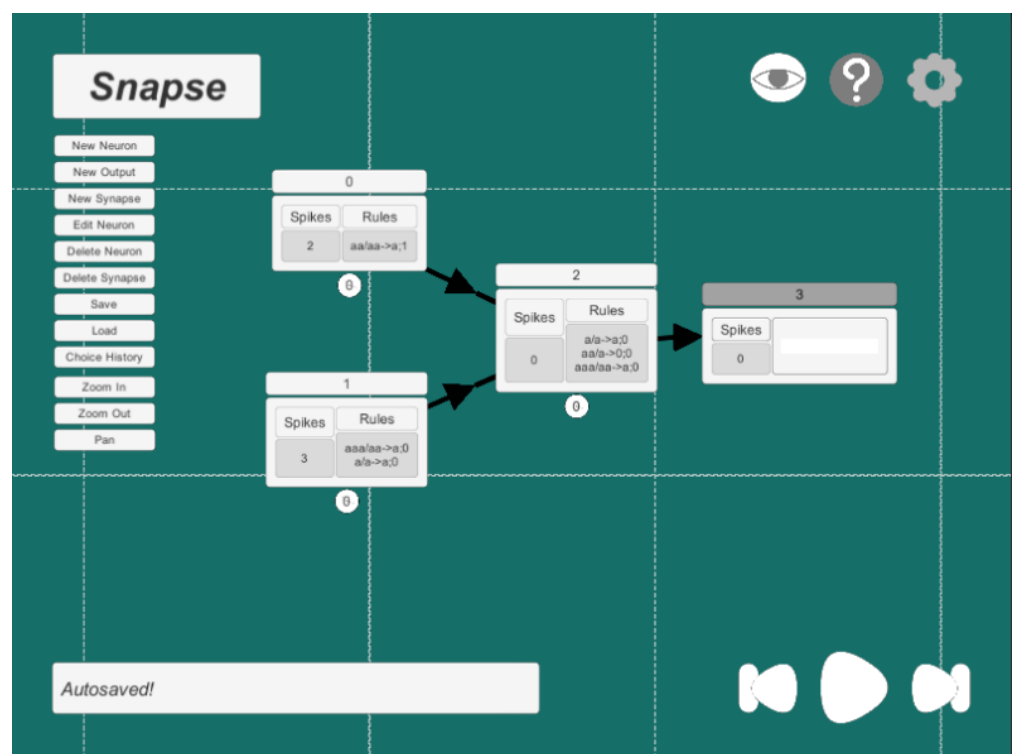 Snapse
New Neuron
New Output
New Synapse
Edit Neuron
Delete Neuron
Delete Synapse
Save
Load
Choice History
Zoom In
Zoom Out
Pan
?
0
Spikes Rules
2 aa/aa->a;1
0
1
Spikes Rules
3 aaa/aa->a;0
a/a->a;0
0
2
Spikes Rules
0 a/a->a;0
aa/a->0;0
aaa/aa->a;0
0
3
Spikes
0
Autosaved!